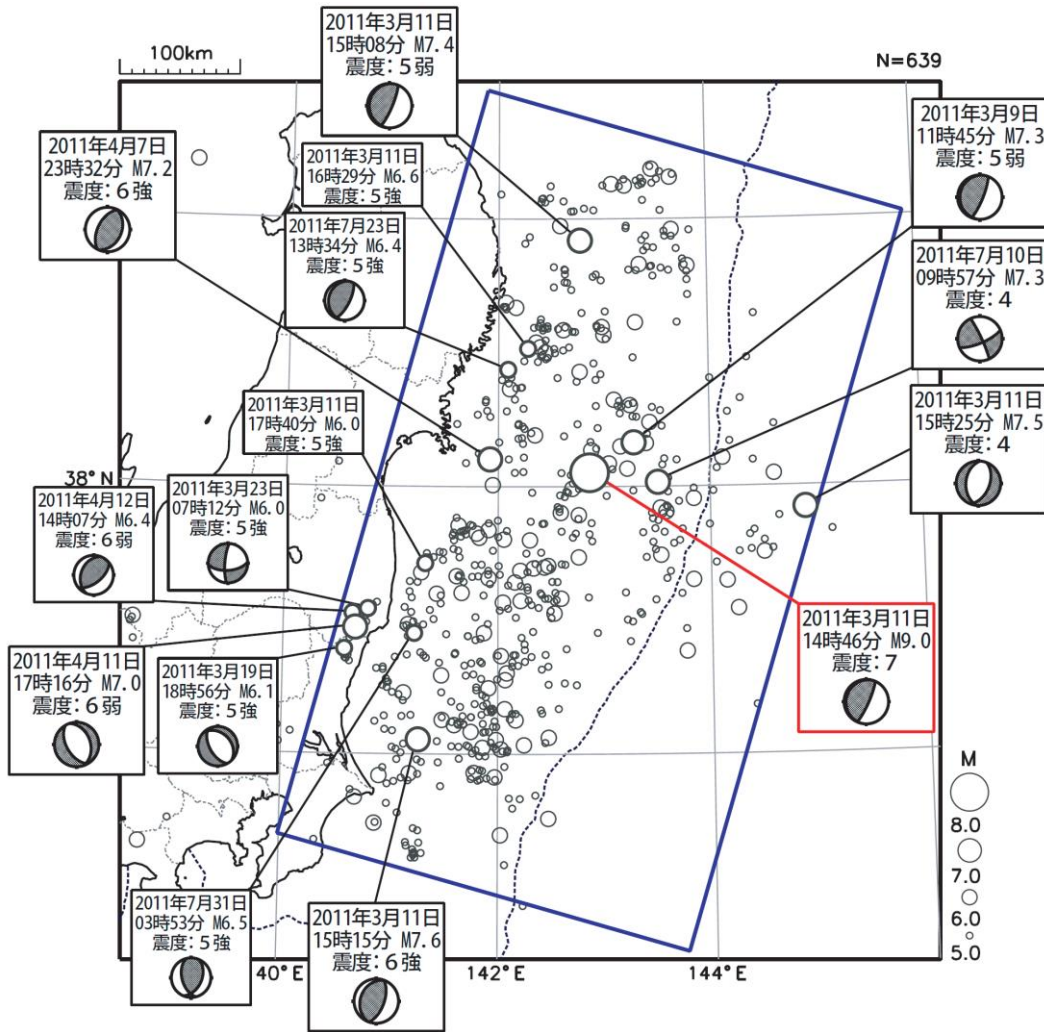 100km
N=639
2011年3月11日
15時08分 M7.4
震度：5弱
2011年3月9日
11時45分 M7.3
震度：5弱
2011年4月7日
23時32分 M7.2
震度：6強
2011年3月11日
16時29分 M6.6
震度：5強
2011年7月23日
13時34分 M6.4
震度：5強
2011年7月10日
09時57分 M7.3
震度：4
2011年3月11日
17時40分 M6.0
震度：5強
2011年3月11日
15時25分 M7.5
震度：4
38°N
2011年4月12日
14時07分 M6.4
震度：6弱
2011年3月23日
07時12分 M6.0
震度：5強
2011年3月11日
14時46分 M9.0
震度：7
2011年4月11日
17時16分 M7.0
震度：6弱
2011年3月19日
18時56分 M6.1
震度：5強
M
8.0
7.0
6.0
5.0
2011年7月31日
03時53分 M6.5
震度：5強
2011年3月11日
15時15分 M7.6
震度：6強
40°E
142°E
144°E